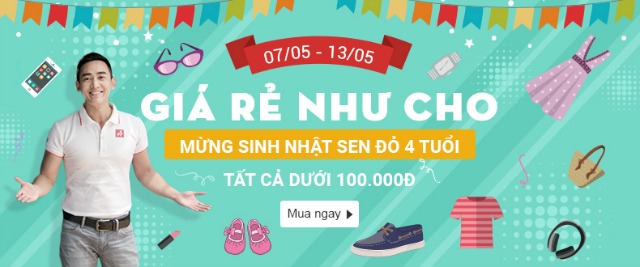 07/05 - 13/05
GIÁ RẺ NHƯ CHO
MỪNG SINH NHẬT SEN ĐỎ 4 TUỔI
TẤT CẢ DƯỚI 100.000Đ
Mua ngay